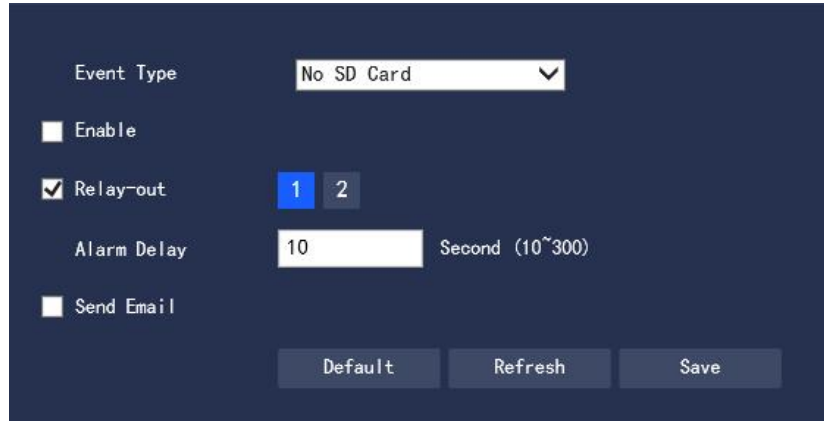 Event Type No SD Card
Enable
Relay-out 1 2
Alarm Delay 10 Second (10~300)
Send Email
Default Refresh Save